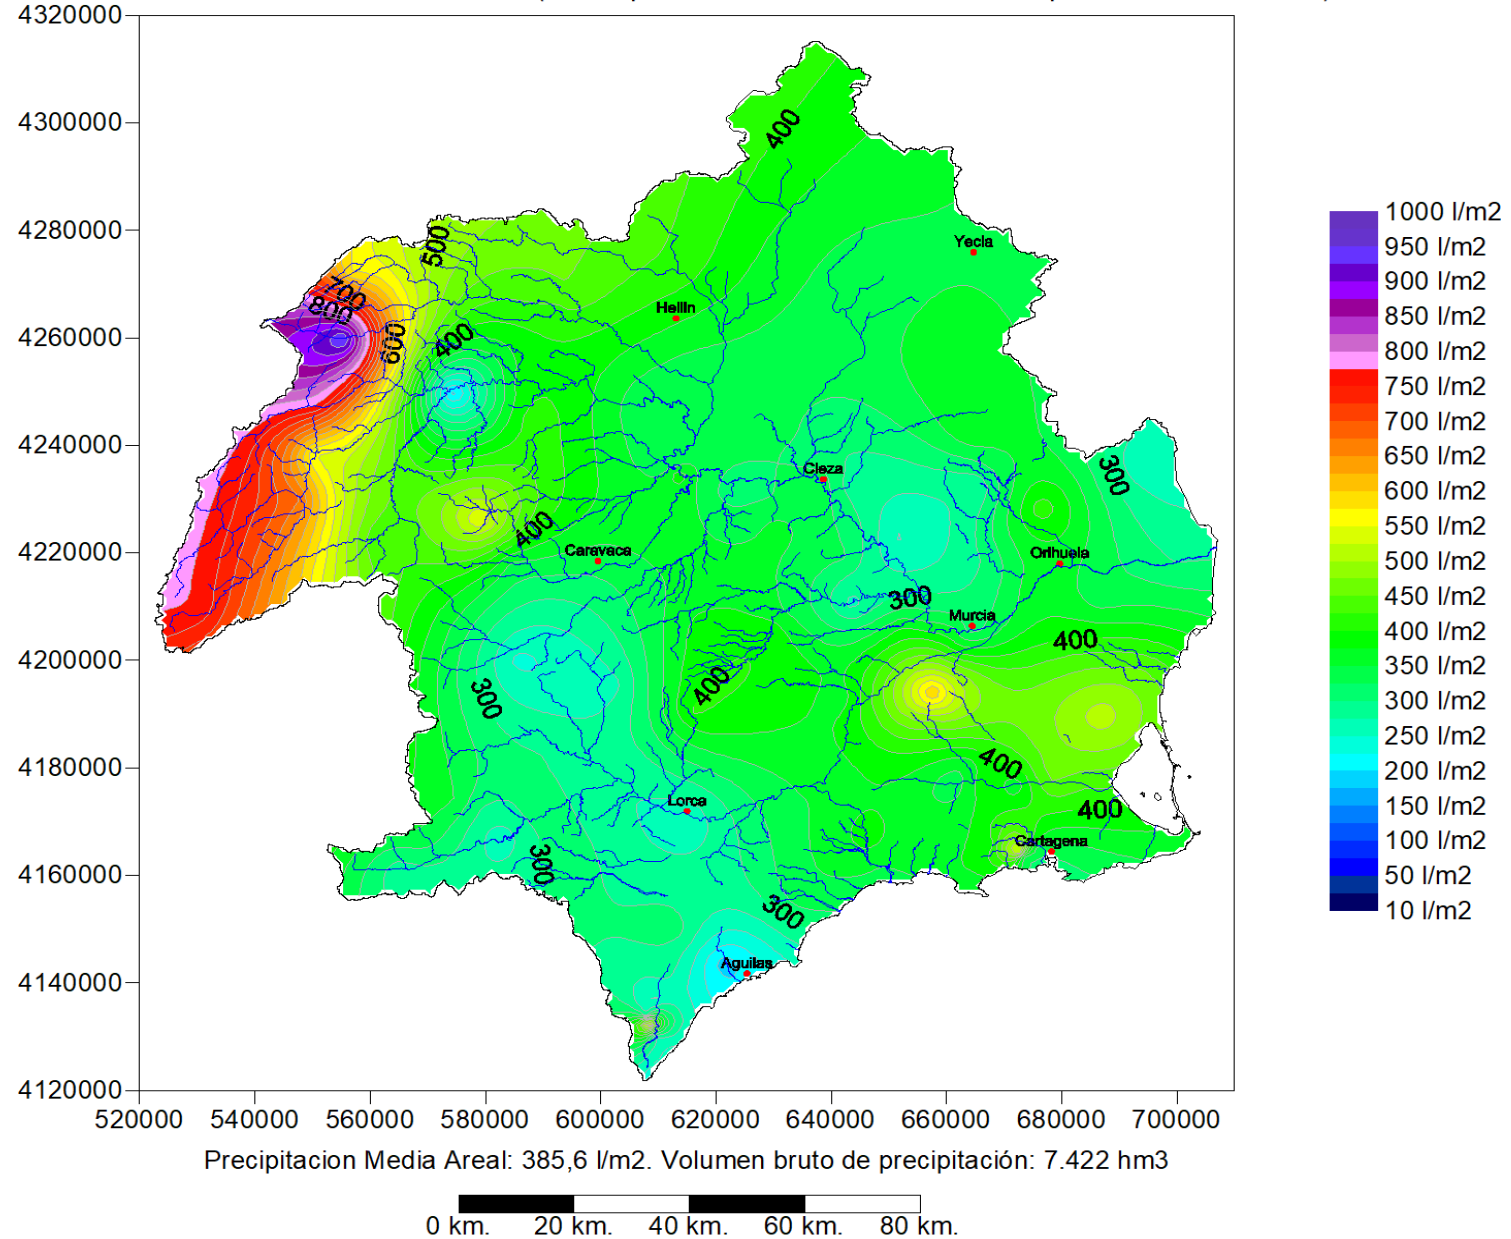 4320000
4300000
4280000
4260000
4240000
4220000
4200000
4180000
4160000
4140000
4120000
520000 540000 560000 580000 600000 620000 640000 660000 680000 700000
400
500
Yecla
700
800
600
400
Hellin
300
Cieza
400
Caravaca
Orihuela
300
Murcia
400
300
400
400
Lorca
400
Cartagena
300
300
Aguilas
1000 l/m2
950 l/m2
900 l/m2
850 l/m2
800 l/m2
750 l/m2
700 l/m2
650 l/m2
600 l/m2
550 l/m2
500 l/m2
450 l/m2
400 l/m2
350 l/m2
300 l/m2
250 l/m2
200 l/m2
150 l/m2
100 l/m2
50 l/m2
10 l/m2
Precipitacion Media Areal: 385,6 l/m2. Volumen bruto de precipitación: 7.422 hm3
0 km. 20 km. 40 km. 60 km. 80 km.